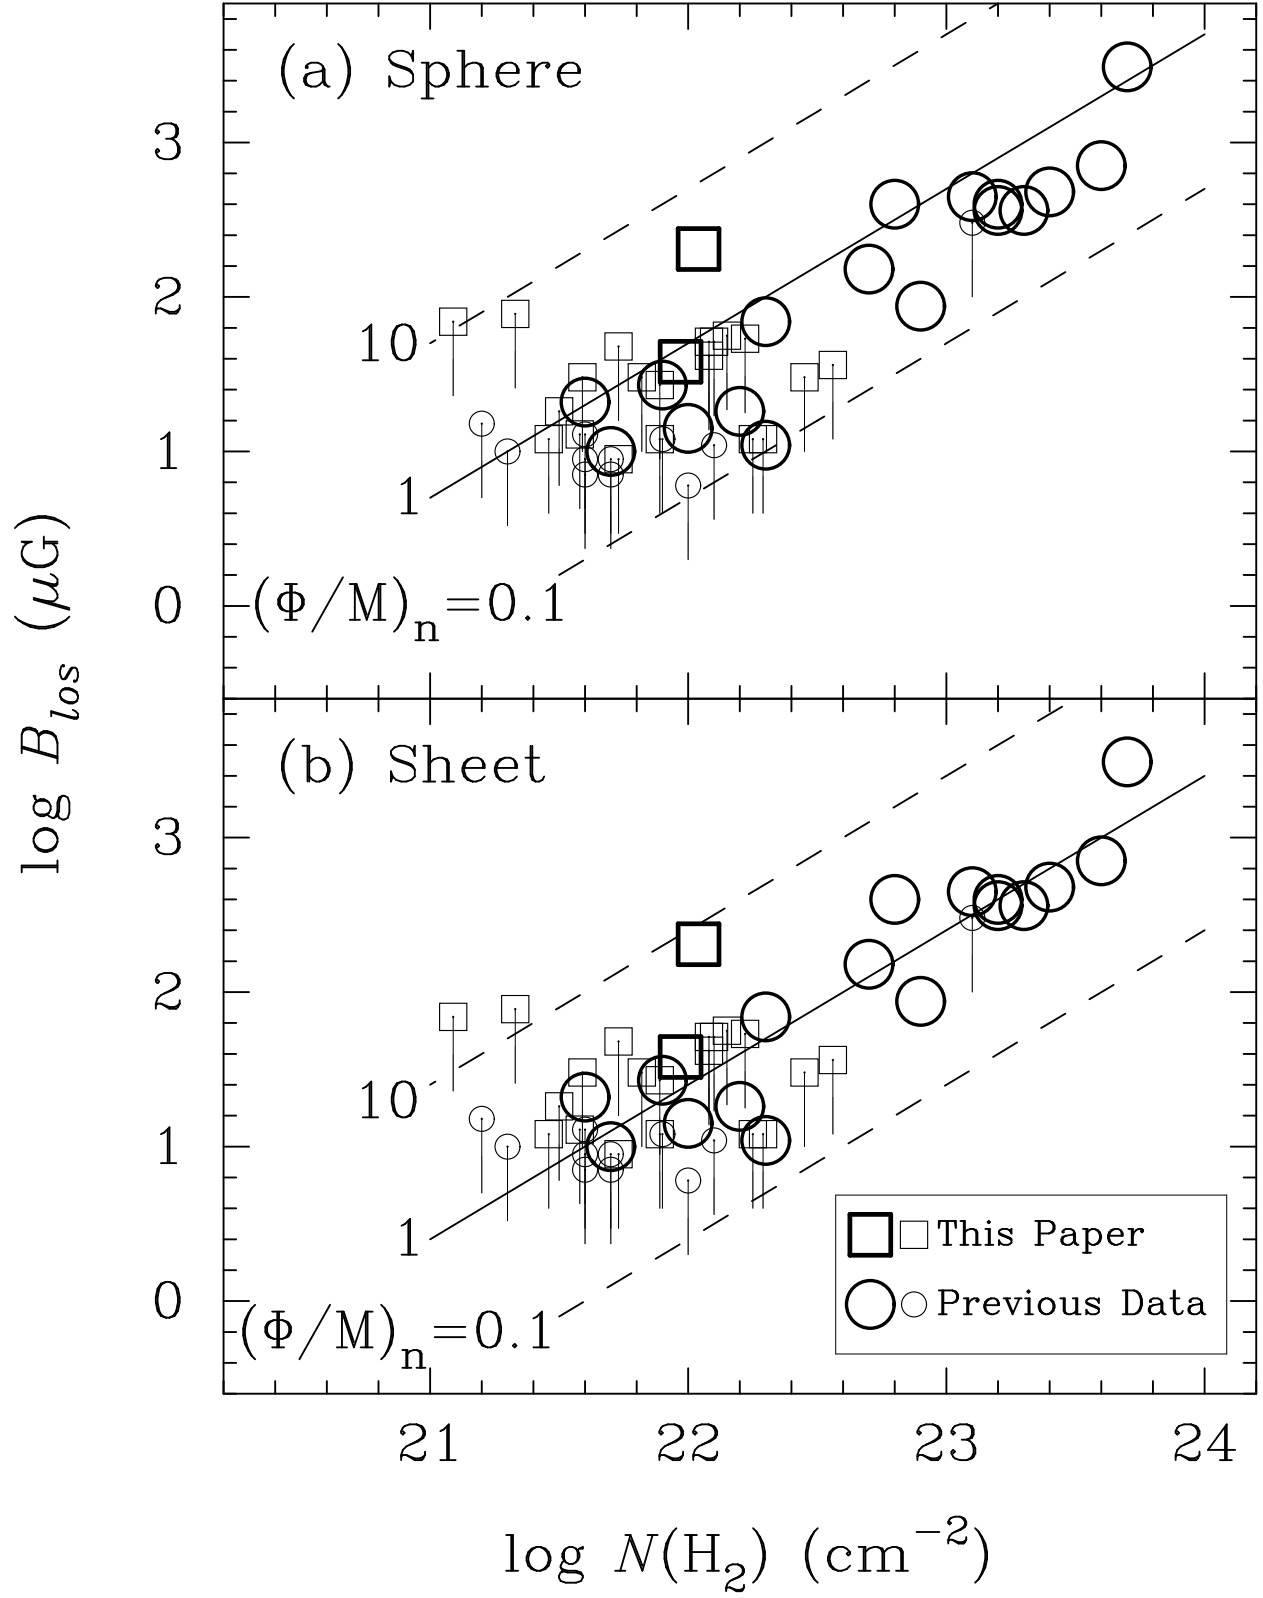 (a) Sphere
3
2
10
1
1
0
(Φ/M)n=0.1
log Blos (μG)
(b) Sheet
3
2
10
1
1
This Paper
0
Previous Data
(Φ/M)n=0.1
21 22 23 24
log N(H2) (cm−2)